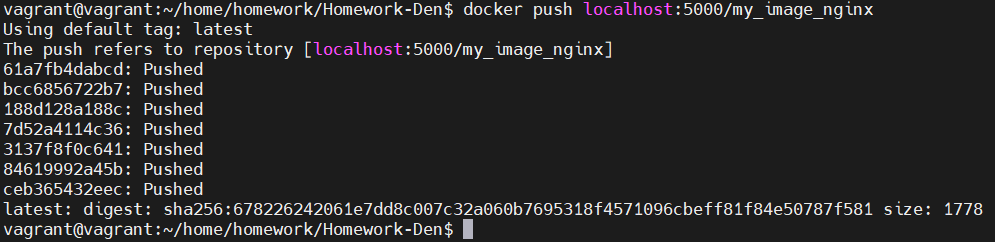 vagrant@vagrant:~/home/homework/Homework-Den$ docker push localhost:5000/my_image_nginx
Using default tag: latest
The push refers to repository [localhost:5000/my_image_nginx]
61a7fb4dabcd: Pushed
bcc6856722b7: Pushed
188d128a188c: Pushed
7d52a4114c36: Pushed
3137f8f0c641: Pushed
84619992a45b: Pushed
ceb365432eec: Pushed
latest: digest: sha256:678226242061e7dd8c007c32a060b7695318f4571096cbeff81f84e50787f581 size: 1778
vagrant@vagrant:~/home/homework/Homework-Den$